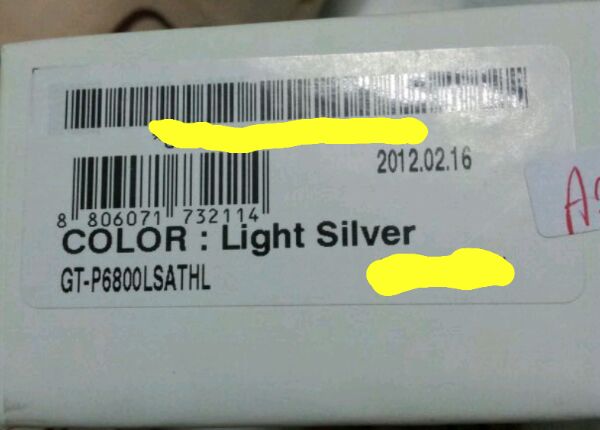 2012.02.16
8 806071 732114
COLOR : Light Silver
GT-P6800LSATHL